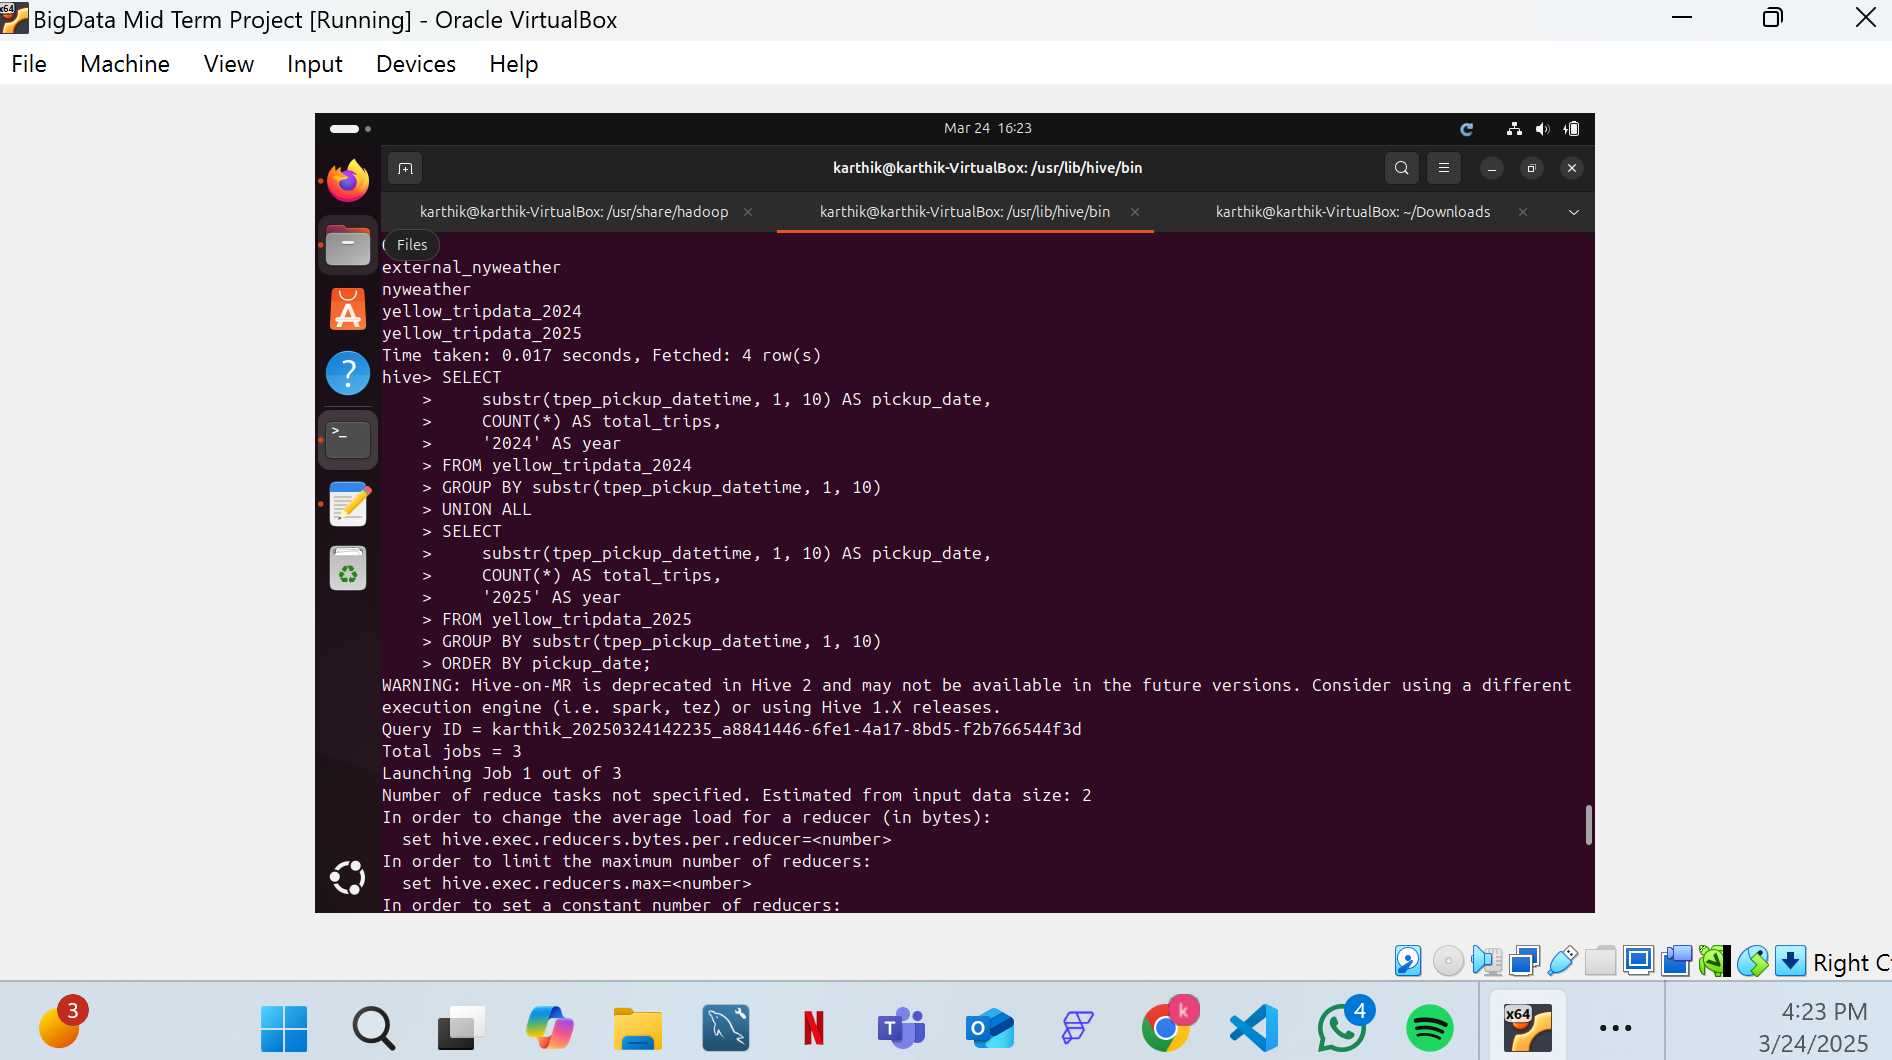 BigData Mid Term Project [Running] - Oracle VirtualBox
File Machine View Input Devices Help
Mar 24 16:23
karthik@karthik-VirtualBox: /usr/lib/hive/bin
karthik@karthik-VirtualBox: /usr/share/hadoop
karthik@karthik-VirtualBox: /usr/lib/hive/bin
karthik@karthik-VirtualBox: ~/Downloads
Files
external_nyweather
nyweather
yellow_tripdata_2024
yellow_tripdata_2025
Time taken: 0.017 seconds, Fetched: 4 row(s)
hive> SELECT
    >     substr(tpep_pickup_datetime, 1, 10) AS pickup_date,
    >     COUNT(*) AS total_trips,
    >     '2024' AS year
    > FROM yellow_tripdata_2024
    > GROUP BY substr(tpep_pickup_datetime, 1, 10)
    > UNION ALL
    > SELECT
    >     substr(tpep_pickup_datetime, 1, 10) AS pickup_date,
    >     COUNT(*) AS total_trips,
    >     '2025' AS year
    > FROM yellow_tripdata_2025
    > GROUP BY substr(tpep_pickup_datetime, 1, 10)
    > ORDER BY pickup_date;
WARNING: Hive-on-MR is deprecated in Hive 2 and may not be available in the future versions. Consider using a different
execution engine (i.e. spark, tez) or using Hive 1.X releases.
Query ID = karthik_20250324142235_a8841446-6fe1-4a17-8bd5-f2b766544f3d
Total jobs = 3
Launching Job 1 out of 3
Number of reduce tasks not specified. Estimated from input data size: 2
In order to change the average load for a reducer (in bytes):
  set hive.exec.reducers.bytes.per.reducer=<number>
In order to limit the maximum number of reducers:
  set hive.exec.reducers.max=<number>
In order to set a constant number of reducers:
Right C
3
k
4
x64
4:23 PM
3/24/2025